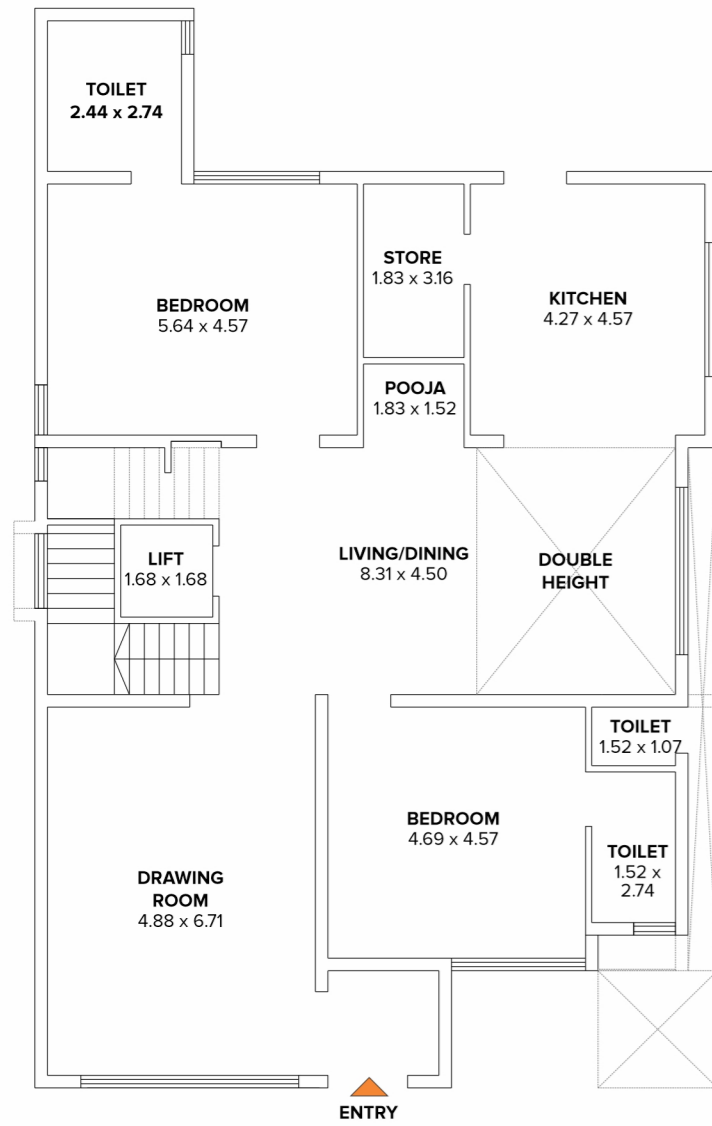 TOILET
2.44 x 2.74
STORE
1.83 x 3.16
BEDROOM
5.64 x 4.57
KITCHEN
4.27 x 4.57
POOJA
1.83 x 1.52
LIFT
1.68 x 1.68
LIVING/DINING
8.31 x 4.50
DOUBLE
HEIGHT
TOILET
1.52 x 1.07
BEDROOM
4.69 x 4.57
TOILET
1.52 x
2.74
DRAWING
ROOM
4.88 x 6.71
ENTRY